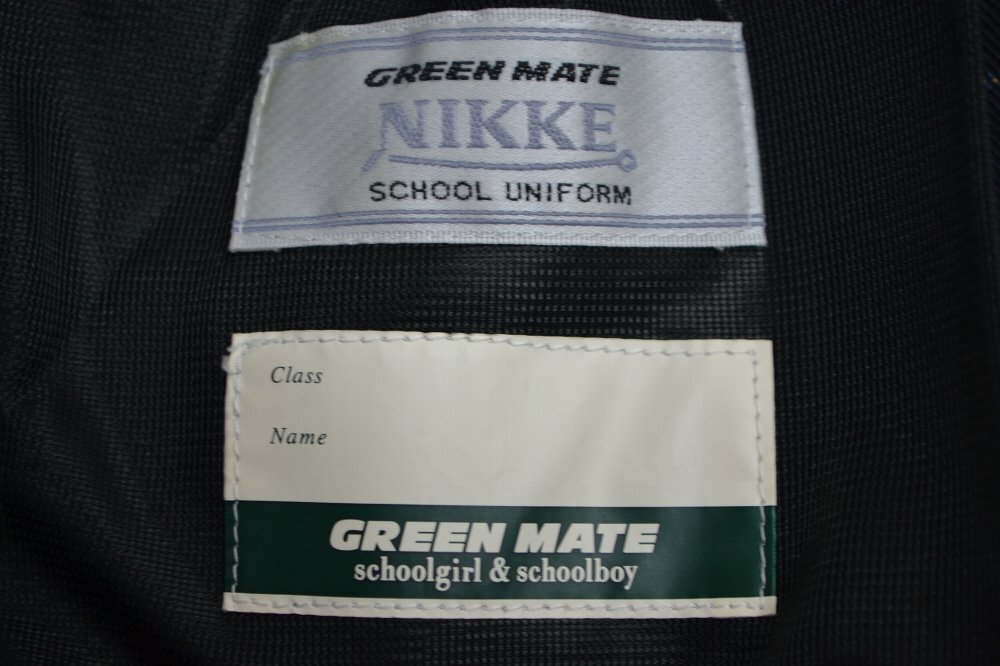 GREEN MATE
NIKKE
SCHOOL UNIFORM
Class
Name
GREEN MATE
schoolgirl & schoolboy